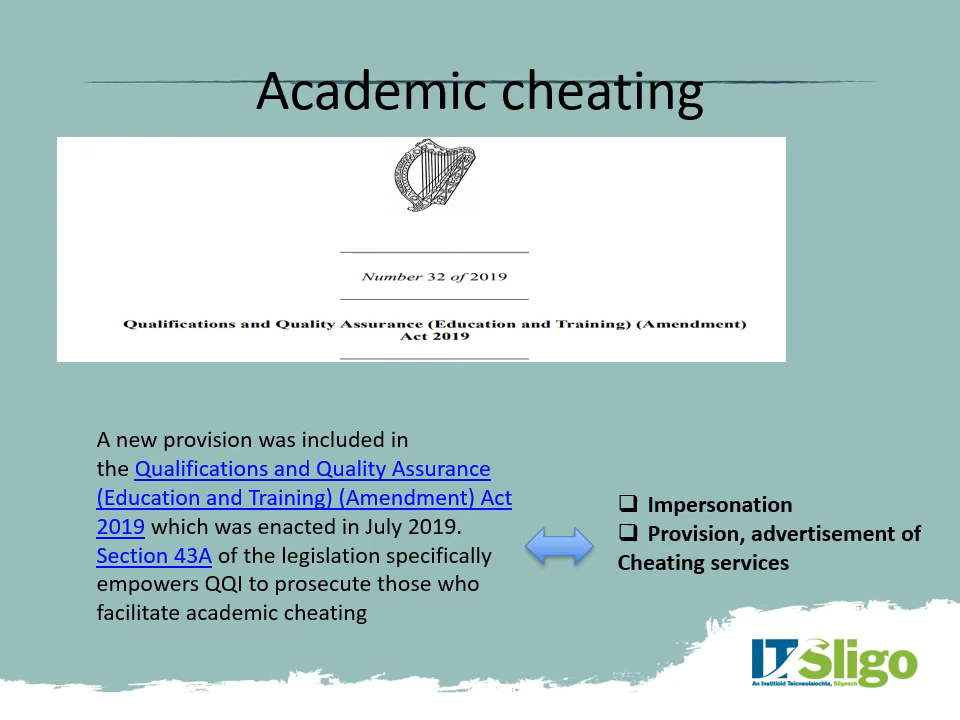 Academic cheating
Number 32 of 2019
Qualifications and Quality Assurance (Education and Training) (Amendment)
Act 2019
A new provision was included in
the Qualifications and Quality Assurance
(Education and Training) (Amendment) Act
2019 which was enacted in July 2019.
Section 43A of the legislation specifically
empowers QQI to prosecute those who
facilitate academic cheating
Impersonation
Provision, advertisement of
Cheating services
IT Sligo
An Institiúid Teicneolaíochta, Sligeach